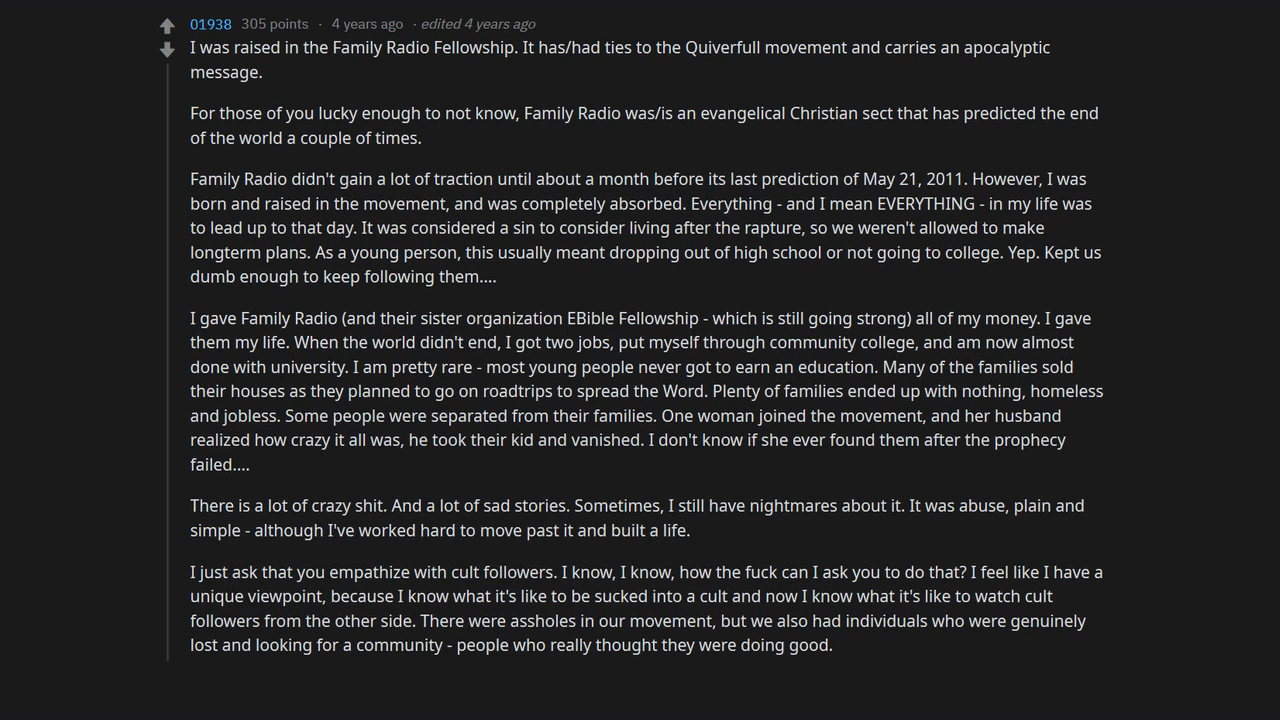 01938 305 points · 4 years ago · edited 4 years ago
I was raised in the Family Radio Fellowship. It has/had ties to the Quiverfull movement and carries an apocalyptic
message.
For those of you lucky enough to not know, Family Radio was/is an evangelical Christian sect that has predicted the end
of the world a couple of times.
Family Radio didn't gain a lot of traction until about a month before its last prediction of May 21, 2011. However, I was
born and raised in the movement, and was completely absorbed. Everything - and I mean EVERYTHING - in my life was
to lead up to that day. It was considered a sin to consider living after the rapture, so we weren't allowed to make
longterm plans. As a young person, this usually meant dropping out of high school or not going to college. Yep. Kept us
dumb enough to keep following them....
I gave Family Radio (and their sister organization EBible Fellowship - which is still going strong) all of my money. I gave
them my life. When the world didn't end, I got two jobs, put myself through community college, and am now almost
done with university. I am pretty rare - most young people never got to earn an education. Many of the families sold
their houses as they planned to go on roadtrips to spread the Word. Plenty of families ended up with nothing, homeless
and jobless. Some people were separated from their families. One woman joined the movement, and her husband
realized how crazy it all was, he took their kid and vanished. I don't know if she ever found them after the prophecy
failed....
There is a lot of crazy shit. And a lot of sad stories. Sometimes, I still have nightmares about it. It was abuse, plain and
simple - although I've worked hard to move past it and built a life.
I just ask that you empathize with cult followers. I know, I know, how the fuck can I ask you to do that? I feel like I have a
unique viewpoint, because I know what it's like to be sucked into a cult and now I know what it's like to watch cult
followers from the other side. There were assholes in our movement, but we also had individuals who were genuinely
lost and looking for a community - people who really thought they were doing good.